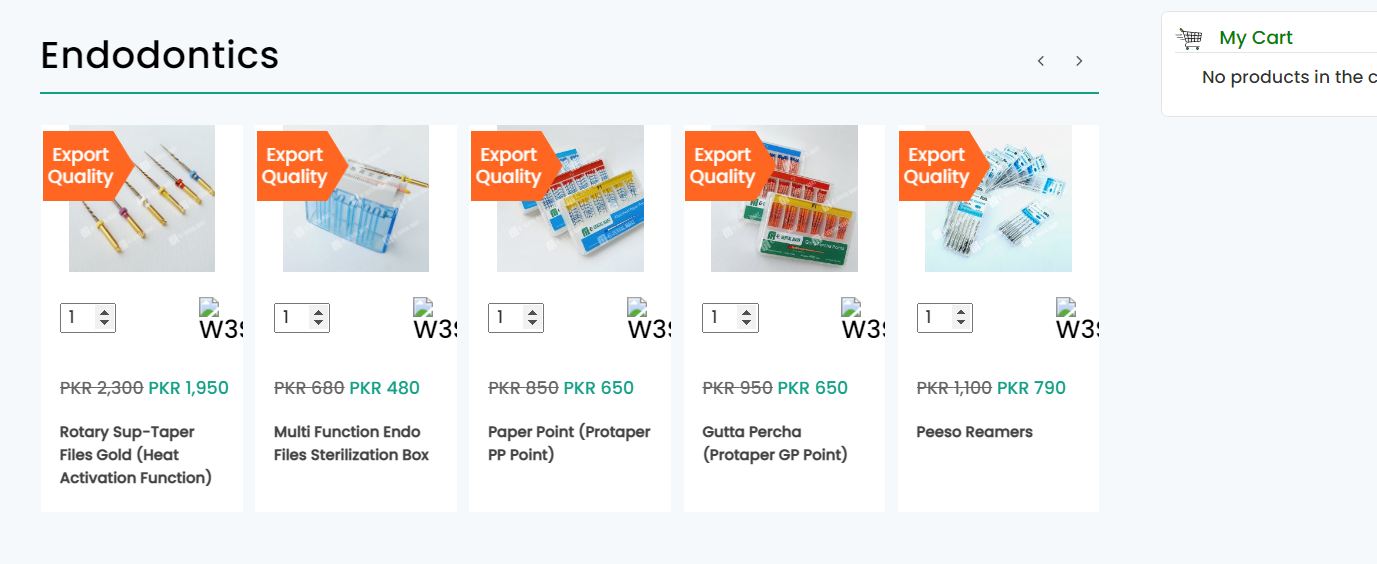 Endodontics
My Cart
No products in the c
Export
Quality
Export
Quality
Export
Quality
Export
Quality
Export
Quality
1
W3S
1
W3S
1
W3S
1
W3S
1
W3S
PKR 2,300 PKR 1,950
PKR 680 PKR 480
PKR 850 PKR 650
PKR 950 PKR 650
PKR 1,100 PKR 790
Rotary Sup-Taper
Files Gold (Heat
Activation Function)
Multi Function Endo
Files Sterilization Box
Paper Point (Protaper
PP Point)
Gutta Percha
(Protaper GP Point)
Peeso Reamers